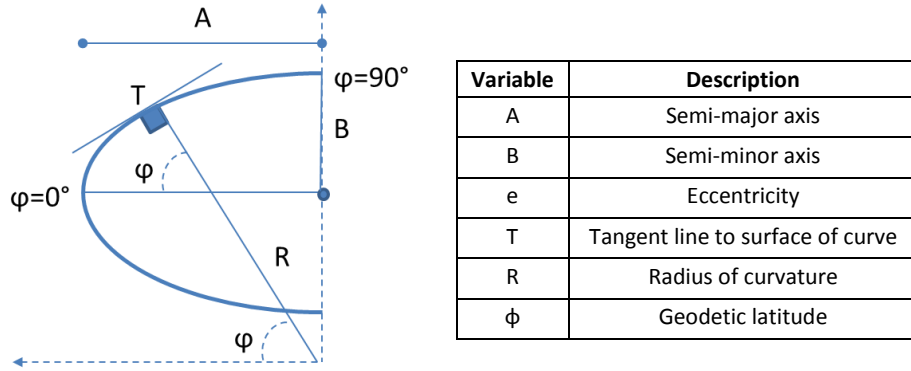 A
φ=90°
T
B
φ
φ=0°
R
φ
Variable Description
A Semi-major axis
B Semi-minor axis
e Eccentricity
T Tangent line to surface of curve
R Radius of curvature
ϕ Geodetic latitude